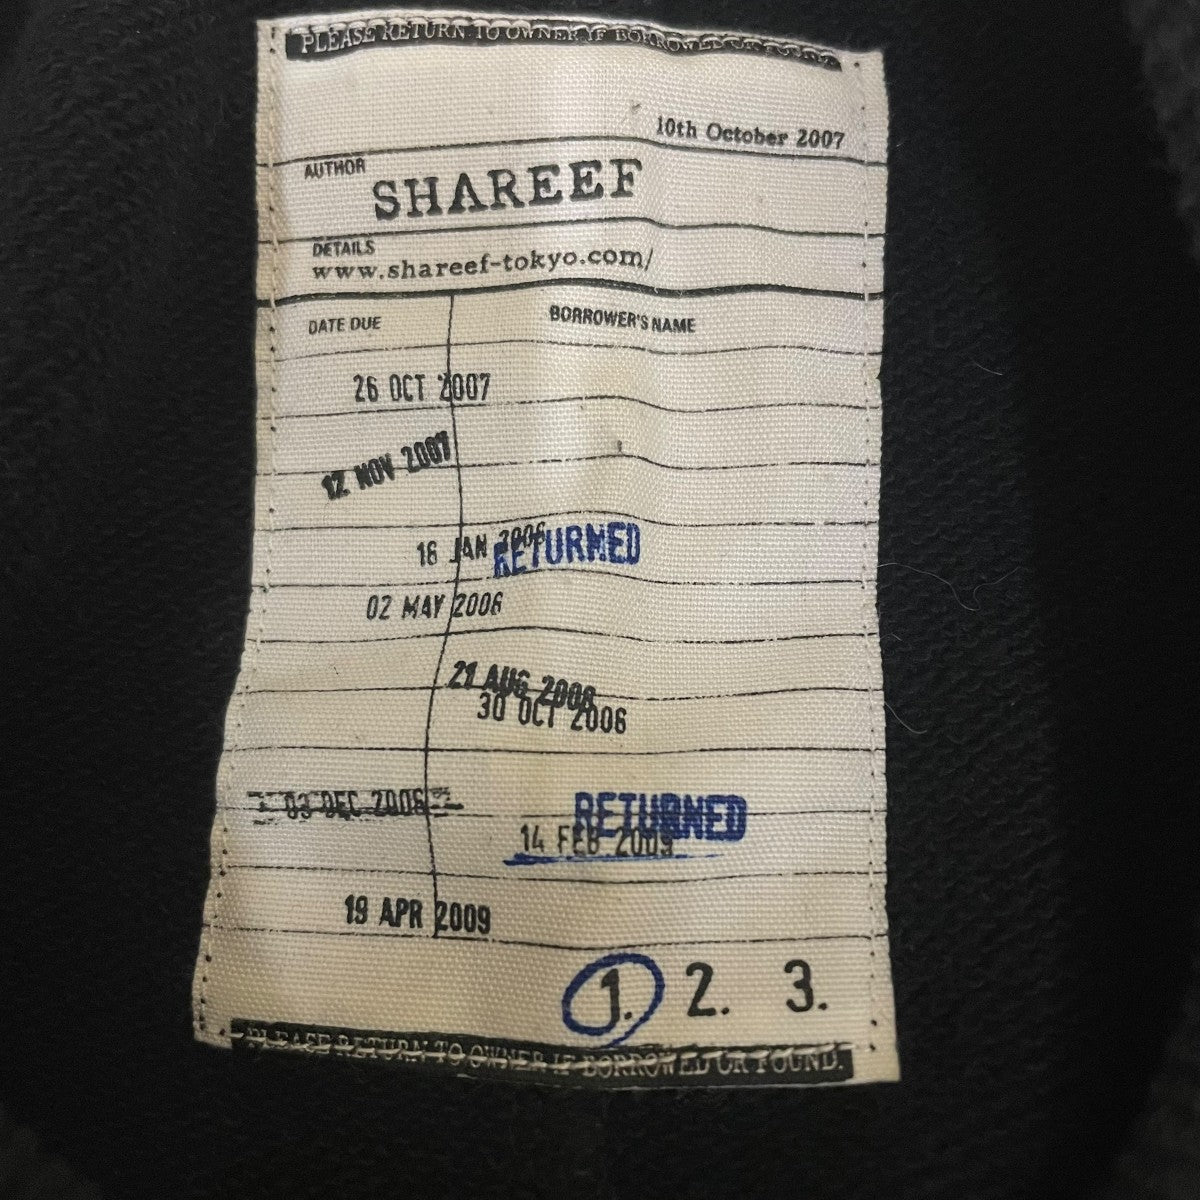 PLEASE RETURN TO OWNER IF BORROWED OR FOUND.
10th October 2007
AUTHOR
SHAREEF
DETAILS
www.shareef-tokyo.com/
DATE DUE
BORROWER'S NAME
26 OCT 2007
12 NOV 2007
16 JAN 2006
RETURNED
02 MAY 2006
21 AUG 2006
30 OCT 2006
03 DEC 2006
RETURNED
14 FEB 2009
19 APR 2009
1. 2. 3.
PLEASE RETURN TO OWNER IF BORROWED OR FOUND.